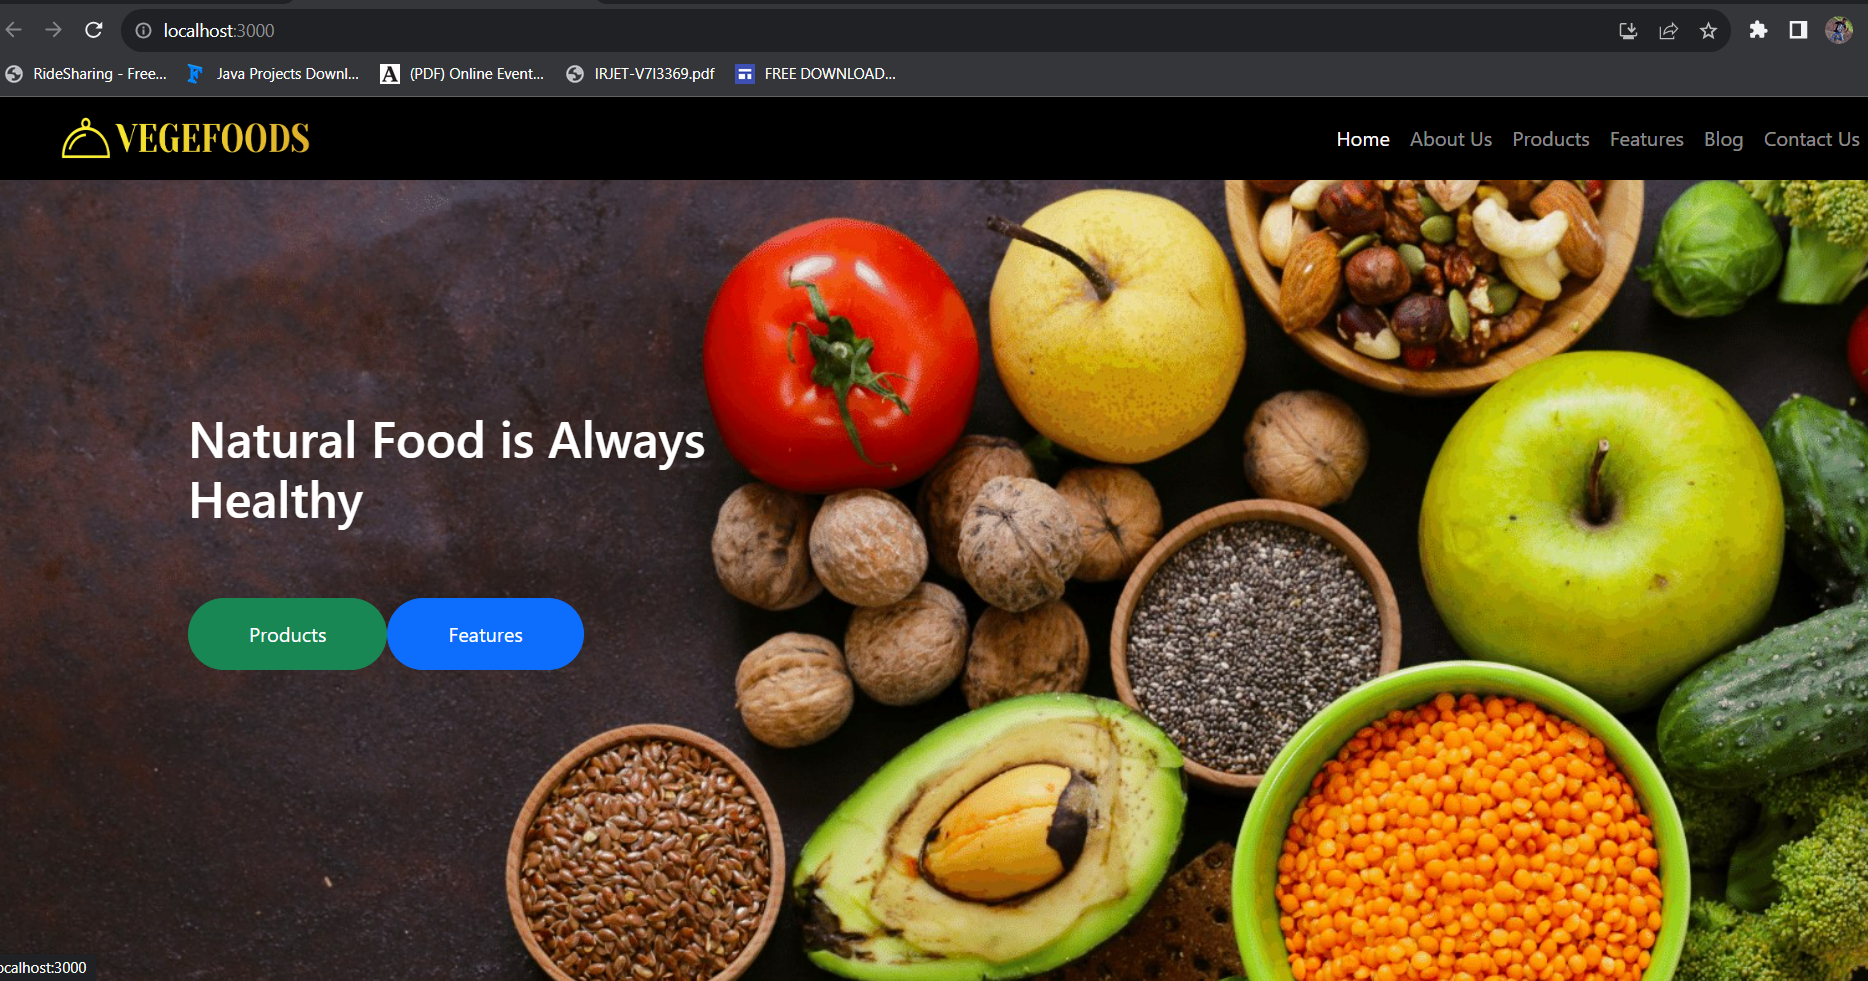 localhost:3000
RideSharing - Free...
Java Projects Downl...
(PDF) Online Event...
IRJET-V7I3369.pdf
FREE DOWNLOAD...
VEGEFOODS
Home About Us Products Features Blog Contact Us
Natural Food is Always
Healthy
Products Features
ocalhost:3000